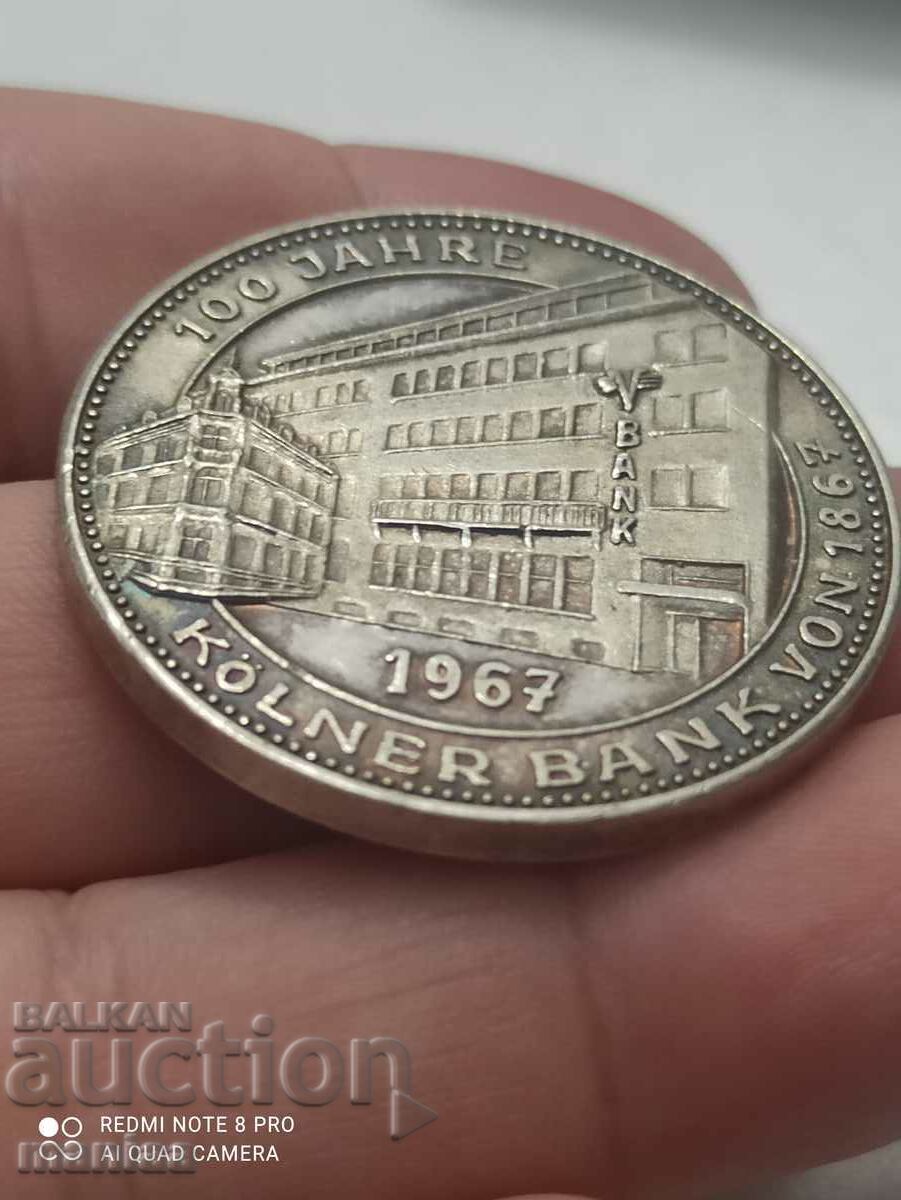 100 JAHRE
V
BANK
1967
KÖLNER BANK VON 1867
BALKAN
auction
REDMI NOTE 8 PRO
AI QUAD CAMERA